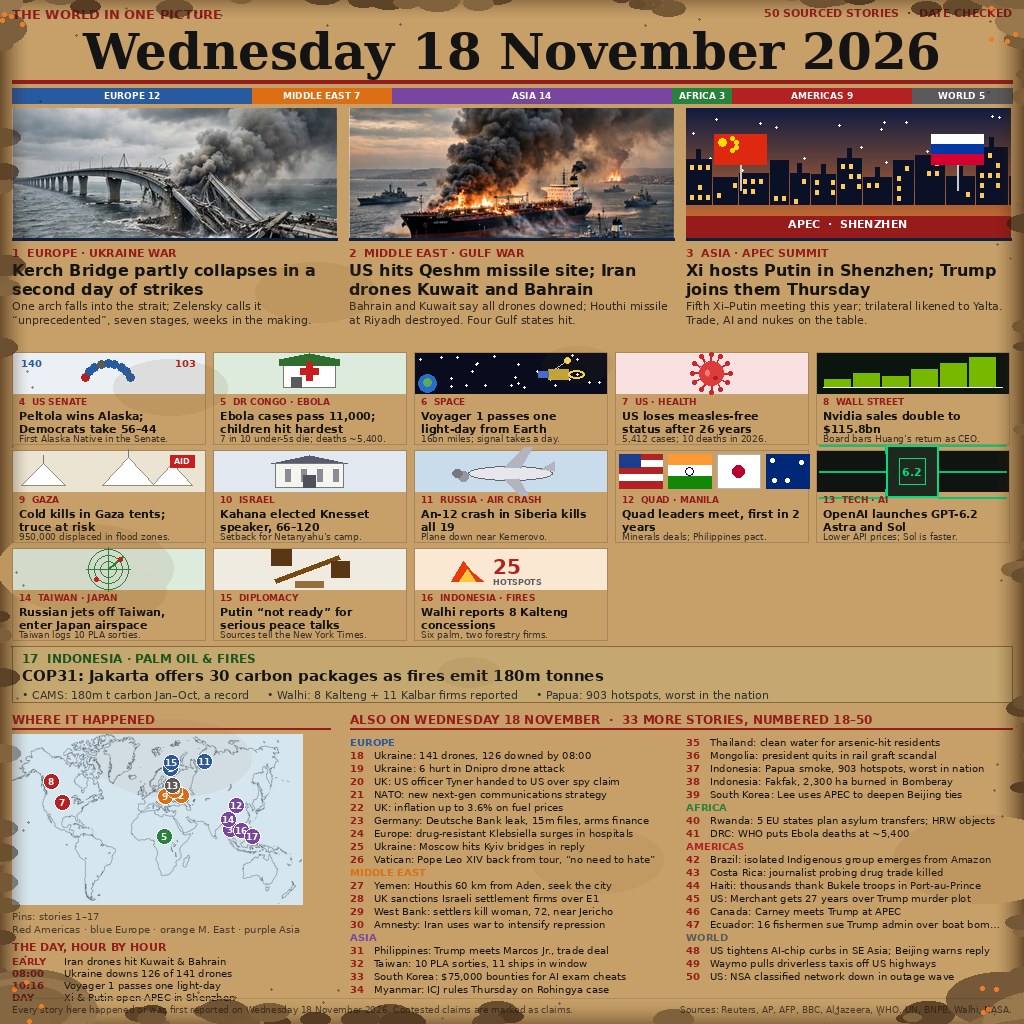 THE WORLD IN ONE PICTURE
50 SOURCED STORIES · DATE-CHECKED
Wednesday 18 November 2026
EUROPE 12
MIDDLE EAST 7
ASIA 14
AFRICA 3
AMERICAS 9
WORLD 5
APEC · SHENZHEN
1 EUROPE · UKRAINE WAR
Kerch Bridge partly collapses in a
second day of strikes
One arch falls into the strait; Zelensky calls it
“unprecedented”, seven stages, weeks in the making.
2 MIDDLE EAST · GULF WAR
US hits Qeshm missile site; Iran
drones Kuwait and Bahrain
Bahrain and Kuwait say all drones downed; Houthi missile
at Riyadh destroyed. Four Gulf states hit.
3 ASIA · APEC SUMMIT
Xi hosts Putin in Shenzhen; Trump
joins them Thursday
Fifth Xi–Putin meeting this year; trilateral likened to Yalta.
Trade, AI and nukes on the table.
140
103
4 US SENATE
Peltola wins Alaska;
Democrats take 56-44
First Alaska Native in the Senate.
5 DR CONGO · EBOLA
Ebola cases pass 11,000;
children hit hardest
7 in 10 under-5s die; deaths ~5,400.
6 SPACE
Voyager 1 passes one
light-day from Earth
16bn miles; signal takes a day.
7 US · HEALTH
US loses measles-free
status after 26 years
5,412 cases; 10 deaths in 2026.
8 WALL STREET
Nvidia sales double to
$115.8bn
Board bars Huang’s return as CEO.
AID
9 GAZA
Cold kills in Gaza tents;
truce at risk
950,000 displaced in flood zones.
10 ISRAEL
Kahana elected Knesset
speaker, 66–120
Setback for Netanyahu’s camp.
11 RUSSIA · AIR CRASH
An-12 crash in Siberia kills
all 19
Plane down near Kemerovo.
12 QUAD · MANILA
Quad leaders meet, first in 2
years
Minerals deals; Philippines pact.
6.2
13 TECH · AI
OpenAI launches GPT-6.2
Astra and Sol
Lower API prices; Sol is faster.
14 TAIWAN · JAPAN
Russian jets off Taiwan,
enter Japan airspace
Taiwan logs 10 PLA sorties.
15 DIPLOMACY
Putin “not ready” for
serious peace talks
Sources tell the New York Times.
25
HOTSPOTS
16 INDONESIA · FIRES
Walhi reports 8 Kalteng
concessions
Six palm, two forestry firms.
17 INDONESIA · PALM OIL & FIRES
COP31: Jakarta offers 30 carbon packages as fires emit 180m tonnes
• CAMS: 180m t carbon Jan–Oct, a record • Walhi: 8 Kalteng + 11 Kalbar firms reported • Papua: 903 hotspots, worst in the nation
WHERE IT HAPPENED
8
7
15
11
13
9
5
12
14
3
16
17
Pins: stories 1–17
Red Americas · blue Europe · orange M. East · purple Asia
THE DAY, HOUR BY HOUR
EARLY Iran drones hit Kuwait & Bahrain
08:00 Ukraine downs 126 of 141 drones
10:16 Voyager 1 passes one light-day
DAY Xi & Putin open APEC in Shenzhen
ALSO ON WEDNESDAY 18 NOVEMBER · 33 MORE STORIES, NUMBERED 18–50
EUROPE
18 Ukraine: 141 drones, 126 downed by 08:00
19 Ukraine: 6 hurt in Dnipro drone attack
20 UK: US officer Tyner handed to US over spy claim
21 NATO: new next-gen communications strategy
22 UK: inflation up to 3.6% on fuel prices
23 Germany: Deutsche Bank leak, 15m files, arms finance
24 Europe: drug-resistant Klebsiella surges in hospitals
25 Ukraine: Moscow hits Kyiv bridges in reply
26 Vatican: Pope Leo XIV back from tour, “no need to hate”
MIDDLE EAST
27 Yemen: Houthis 60 km from Aden, seek the city
28 UK sanctions Israeli settlement firms over E1
29 West Bank: settlers kill woman, 72, near Jericho
30 Amnesty: Iran uses war to intensify repression
ASIA
31 Philippines: Trump meets Marcos Jr., trade deal
32 Taiwan: 10 PLA sorties, 11 ships in window
33 South Korea: $75,000 bounties for AI exam cheats
34 Myanmar: ICJ rules Thursday on Rohingya case
35 Thailand: clean water for arsenic-hit residents
36 Mongolia: president quits in rail graft scandal
37 Indonesia: Papua smoke, 903 hotspots, worst in nation
38 Indonesia: Fakfak, 2,300 ha burned in Bomberay
39 South Korea: Lee uses APEC to deepen Beijing ties
AFRICA
40 Rwanda: 5 EU states plan asylum transfers; HRW objects
41 DRC: WHO puts Ebola deaths at ~5,400
AMERICAS
42 Brazil: isolated Indigenous group emerges from Amazon
43 Costa Rica: journalist probing drug trade killed
44 Haiti: thousands thank Bukele troops in Port-au-Prince
45 US: Merchant gets 27 years over Trump murder plot
46 Canada: Carney meets Trump at APEC
47 Ecuador: 16 fishermen sue Trump admin over boat bom…
WORLD
48 US tightens AI-chip curbs in SE Asia; Beijing warns reply
49 Waymo pulls driverless taxis off US highways
50 US: NSA classified network down in outage wave
Every story here happened or was first reported on Wednesday 18 November 2026. Contested claims are marked as claims.
Sources: Reuters, AP, AFP, BBC, Al Jazeera, WHO, UN, BNPB, Walhi, NASA.